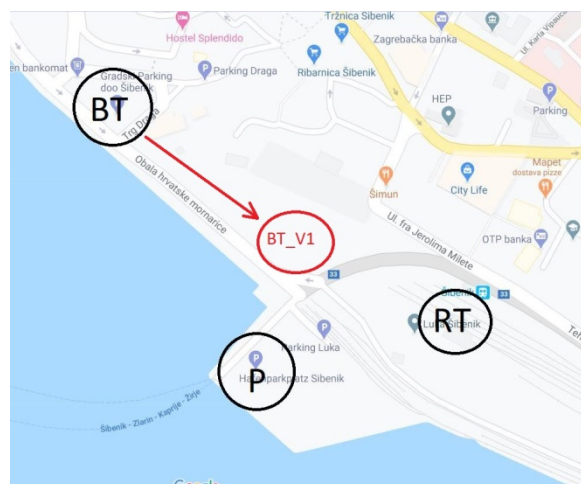 Hostel Splendido
Tržnica Šibenik
Zagrebačka banka
Ul. Karla Vipauca
en bankomat
Gradski Parking
doo Šibenik
Parking Draga
Ribarnica Šibenik
HEP
Parking
BT
Trg Draga
Mapet
dostava pizze
Šimun
City Life
Obala hrvatske mornarice
BT_V1
Ul. fra Jerolima Milete
OTP banka
33
Šibenik
33
RT
Luka Šibenik
Parking Luka
P
Hafenparkplatz Sibenik
Šibenik - Zlarin - Kaprije - Žirje